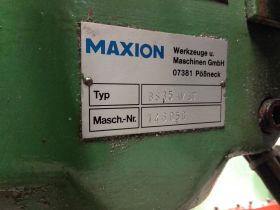 MAXION
Werkzeuge u.
Maschinen GmbH
07381 Pößneck
Typ
Masch.-Nr.